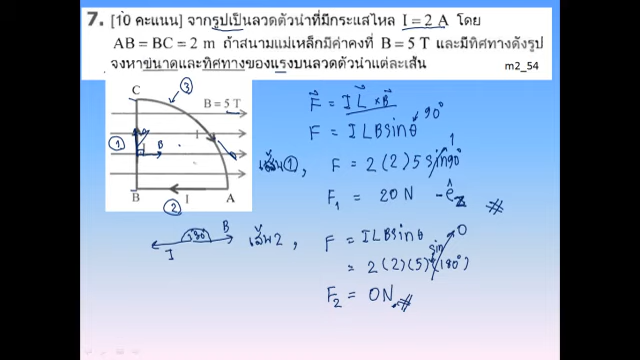 7. [10 คะแนน] จากรูปเป็นลวดตัวนำที่มีกระแสไหล I = 2 A โดย
AB = BC = 2 m ถ้าสนามแม่เหล็กมีค่าคงที่ B = 5 T และมีทิศทางดังรูป
จงหาขนาดและทิศทางของแรงบนลวดตัวนำแต่ละเส้น
m2_54
C
③
B = 5 T
①
I
B
I
B
I
A
②
F = IL × B
F = ILBsinθ 90°
เส้น ①, F = 2(2)5 sin90° 1
F₁ = 20 N -ê_z #
I 180° B
เส้น 2, F = ILBsinθ 0
= 2(2)(5) sin(180°)
F₂ = 0N. #